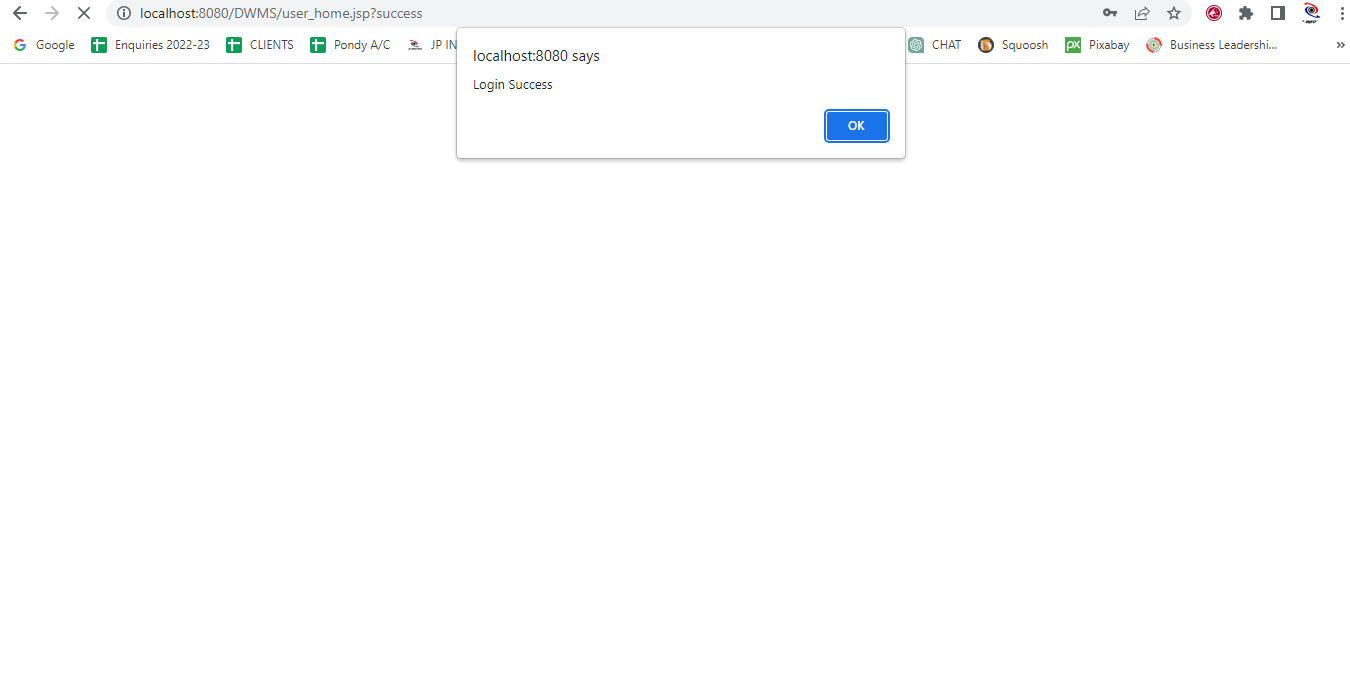 localhost:8080/DWMS/user_home.jsp?success
Google Enquiries 2022-23 CLIENTS Pondy A/C JP IN CHAT px Pixabay Squoosh Business Leadershi... »
localhost:8080 says
Login Success
OK